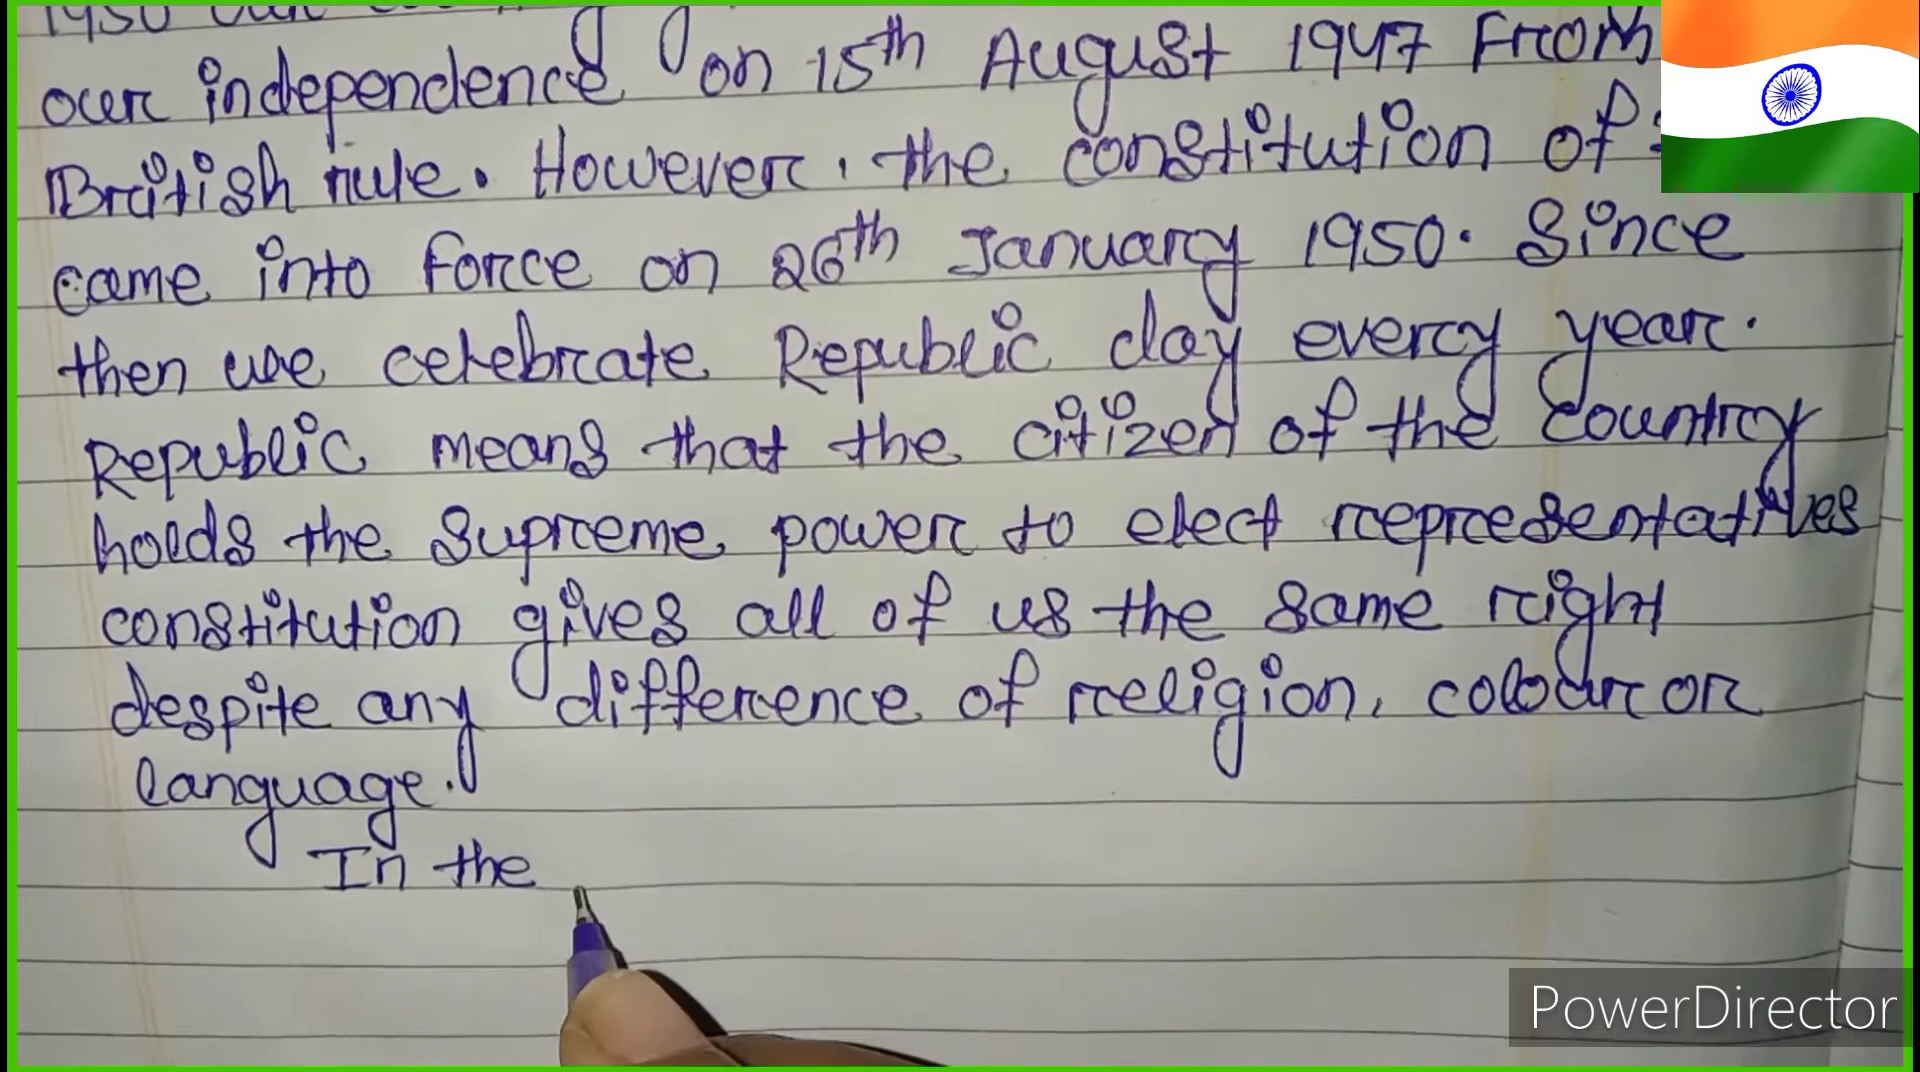 1950
our independence on 15th August 1947 From
British rule. However, the constitution of
came into force on 26th January 1950. Since
then we celebrate Republic day every year.
Republic means that the citizen of the country
holds the supreme power to elect representatives
constitution gives all of us the same right
despite any difference of religion, colour or
language.
In the
PowerDirector